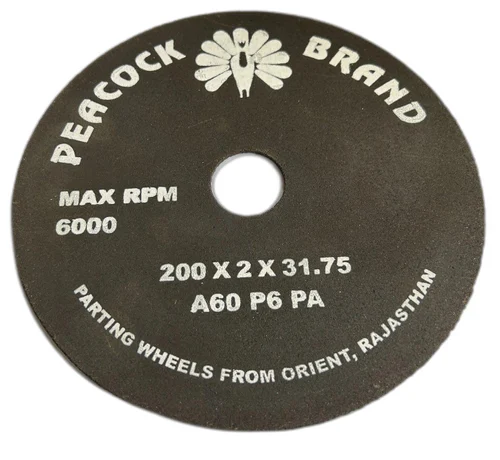 PEACOCK BRAND
MAX RPM
6000
200 X 2 X 31.75
A60 P6 PA
PARTING WHEELS FROM ORIENT, RAJASTHAN